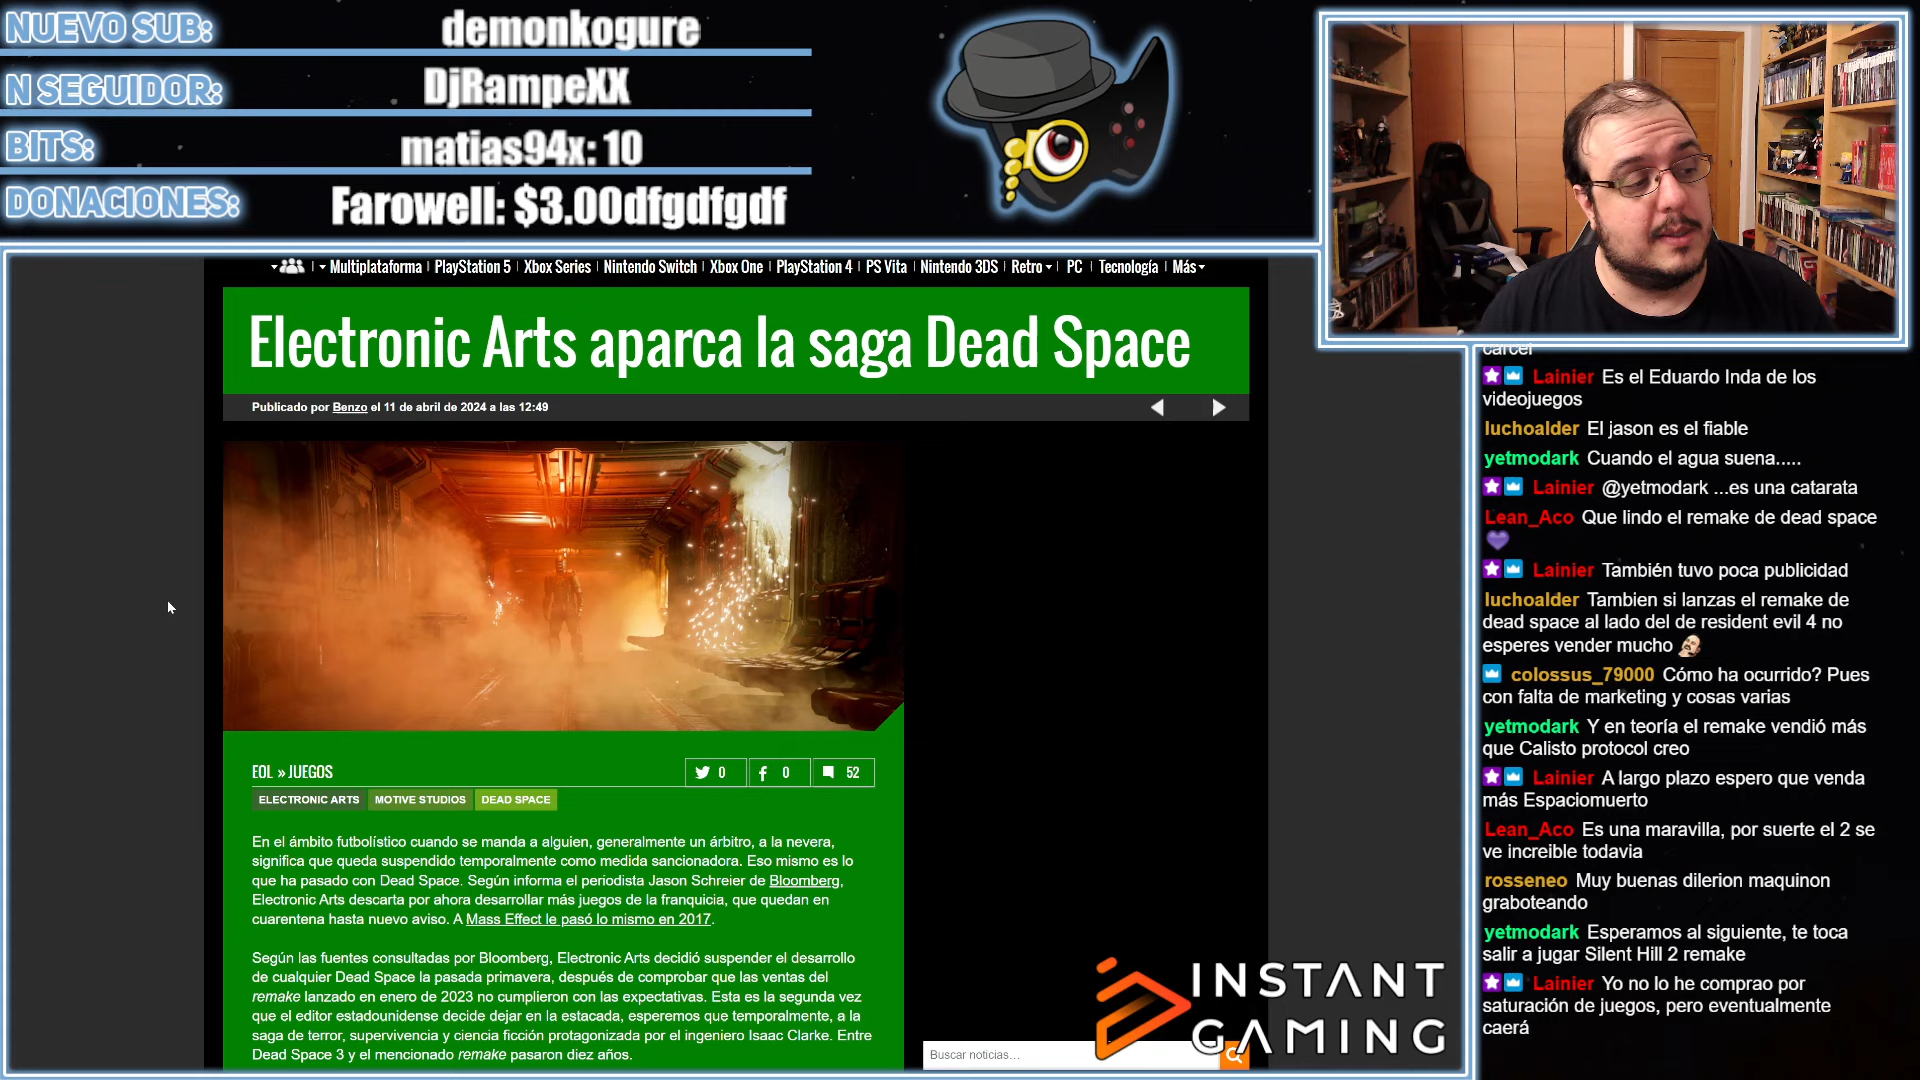 NUEVO SUB:
demonkogure
N SEGUIDOR:
DjRampeXX
BITS:
matias94x: 10
DONACIONES:
Farowell: $3.00dfgdfgdf
Multiplataforma | PlayStation 5 | Xbox Series | Nintendo Switch | Xbox One | PlayStation 4 | PS Vita | Nintendo 3DS | Retro | PC | Tecnología | Más
Electronic Arts aparca la saga Dead Space
Publicado por Benzo el 11 de abril de 2024 a las 12:49
EOL » JUEGOS
0
0
52
ELECTRONIC ARTS
MOTIVE STUDIOS
DEAD SPACE
En el ámbito futbolístico cuando se manda a alguien, generalmente un árbitro, a la nevera,
significa que queda suspendido temporalmente como medida sancionadora. Eso mismo es lo
que ha pasado con Dead Space. Según informa el periodista Jason Schreier de Bloomberg,
Electronic Arts descarta por ahora desarrollar más juegos de la franquicia, que quedan en
cuarentena hasta nuevo aviso. A Mass Effect le pasó lo mismo en 2017.
Según las fuentes consultadas por Bloomberg, Electronic Arts decidió suspender el desarrollo
de cualquier Dead Space la pasada primavera, después de comprobar que las ventas del
remake lanzado en enero de 2023 no cumplieron con las expectativas. Esta es la segunda vez
que el editor estadounidense decide dejar en la estacada, esperemos que temporalmente, a la
saga de terror, supervivencia y ciencia ficción protagonizada por el ingeniero Isaac Clarke. Entre
Dead Space 3 y el mencionado remake pasaron diez años.
Buscar noticias...
INSTANT
GAMING
carcel
Lainier Es el Eduardo Inda de los
videojuegos
luchoalder El jason es el fiable
yetmodark Cuando el agua suena.....
Lainier @yetmodark ...es una catarata
Lean_Aco Que lindo el remake de dead space
Lainier También tuvo poca publicidad
luchoalder Tambien si lanzas el remake de
dead space al lado del de resident evil 4 no
esperes vender mucho
colossus_79000 Cómo ha ocurrido? Pues
con falta de marketing y cosas varias
yetmodark Y en teoría el remake vendió más
que Calisto protocol creo
Lainier A largo plazo espero que venda
más Espaciomuerto
Lean_Aco Es una maravilla, por suerte el 2 se
ve increible todavia
rosseneo Muy buenas dilerion maquinon
graboteando
yetmodark Esperamos al siguiente, te toca
salir a jugar Silent Hill 2 remake
Lainier Yo no lo he comprao por
saturación de juegos, pero eventualmente
caerá